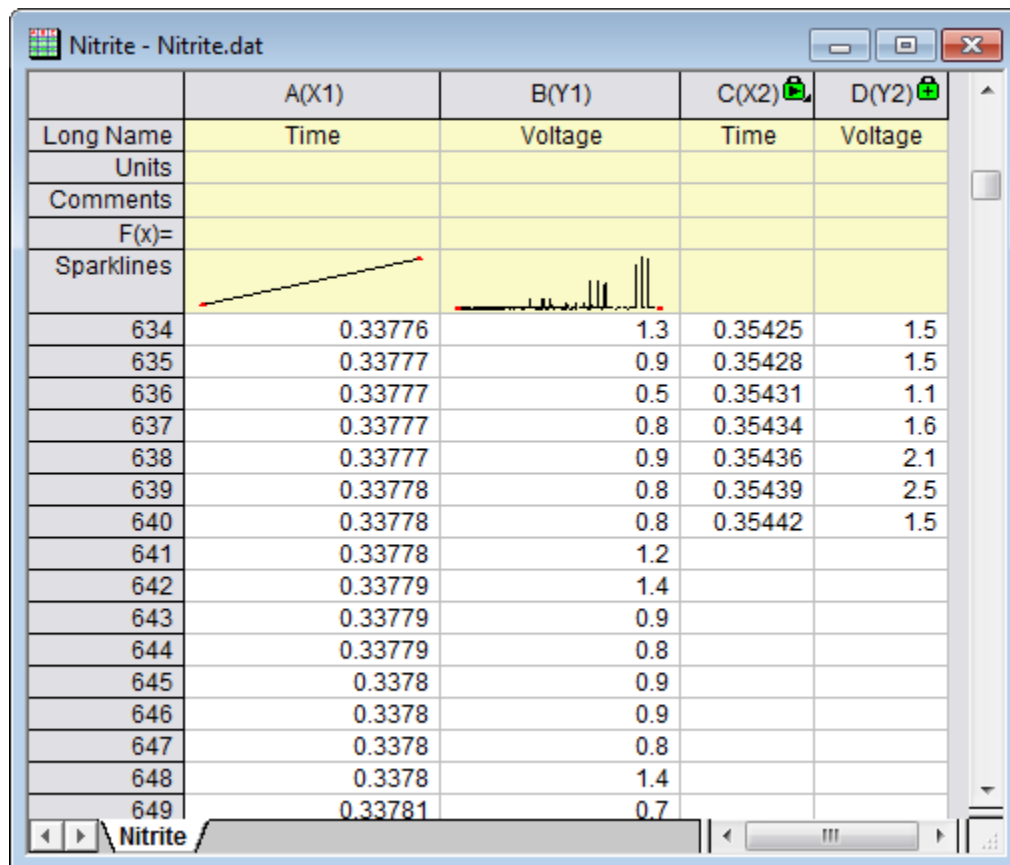 Nitrite - Nitrite.dat
A(X1) B(Y1) C(X2) D(Y2)
Long Name Time Voltage Time Voltage
Units
Comments
F(x)=
Sparklines
634 0.33776 1.3 0.35425 1.5
635 0.33777 0.9 0.35428 1.5
636 0.33777 0.5 0.35431 1.1
637 0.33777 0.8 0.35434 1.6
638 0.33777 0.9 0.35436 2.1
639 0.33778 0.8 0.35439 2.5
640 0.33778 0.8 0.35442 1.5
641 0.33778 1.2
642 0.33779 1.4
643 0.33779 0.9
644 0.33779 0.8
645 0.3378 0.9
646 0.3378 0.9
647 0.3378 0.8
648 0.3378 1.4
649 0.33781 0.7
Nitrite